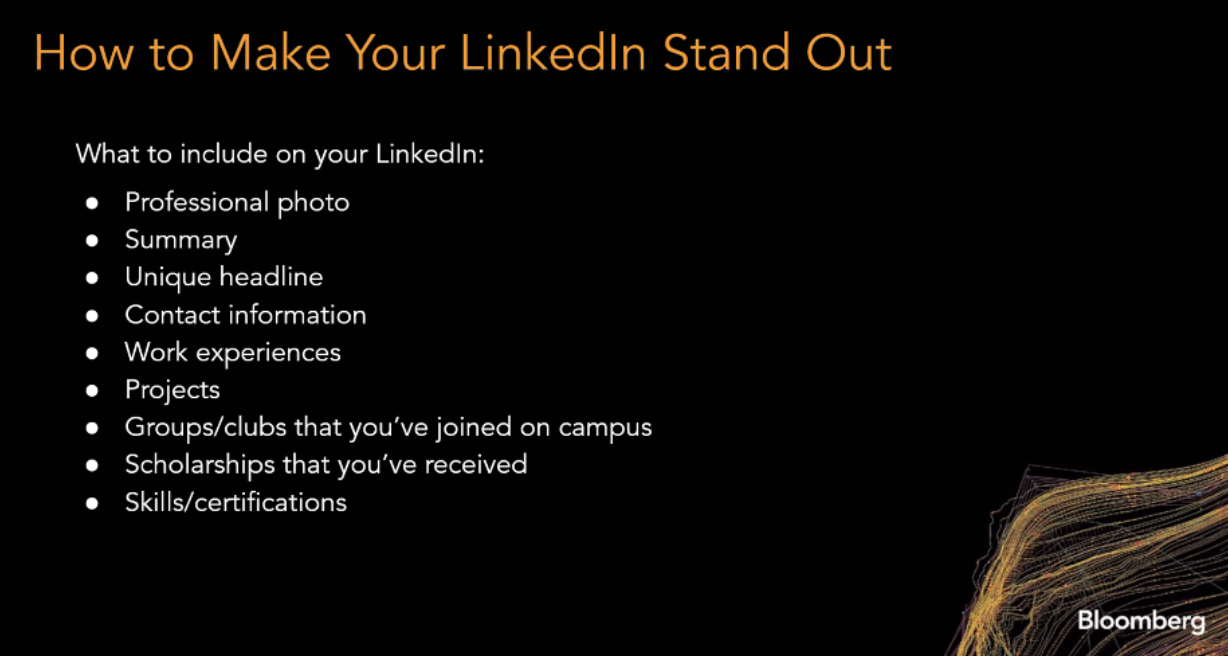 How to Make Your LinkedIn Stand Out
What to include on your LinkedIn:
● Professional photo
● Summary
● Unique headline
● Contact information
● Work experiences
● Projects
● Groups/clubs that you’ve joined on campus
● Scholarships that you’ve received
● Skills/certifications
Bloomberg